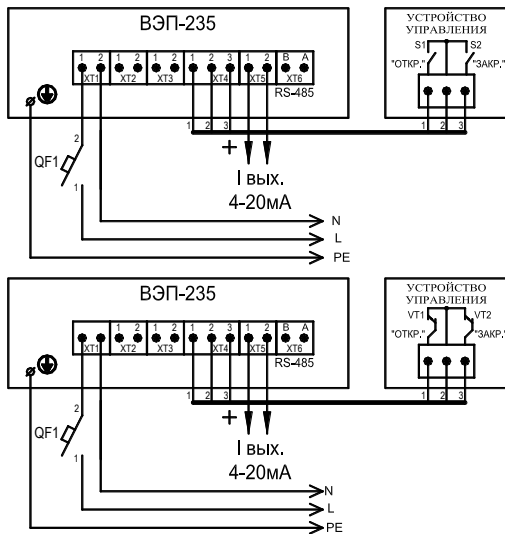 ВЭП-235
УСТРОЙСТВО
УПРАВЛЕНИЯ
S1 S2
"ОТКР." "ЗАКР."
1 2 1 2 1 2 1 2 3 1 2 B A
XT1 XT2 XT3 XT4 XT5 XT6
RS-485
1 2 3
1 2 3
+
2
QF1
1
I вых.
4-20мА
N
L
PE
ВЭП-235
УСТРОЙСТВО
УПРАВЛЕНИЯ
VT1 VT2
"ОТКР." "ЗАКР."
1 2 1 2 1 2 3 1 2 B A
XT1 XT2 XT3 XT4 XT5 XT6
RS-485
1 2 3
1 2 3
+
2
QF1
1
I вых.
4-20мА
N
L
PE